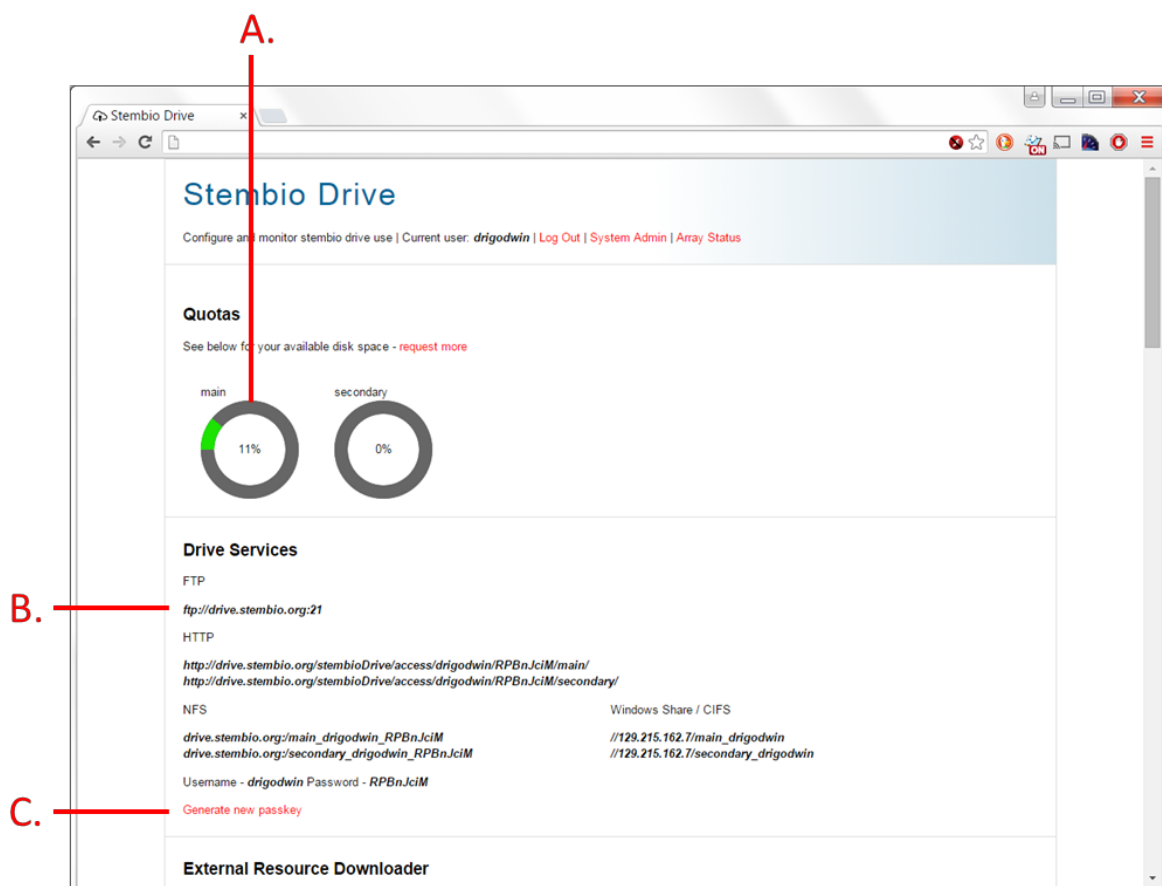 A.
Stembio Drive
Stembio Drive
Configure and monitor stembio drive use | Current user: drigodwin | Log Out | System Admin | Array Status
Quotas
See below for your available disk space - request more
main secondary
11% 0%
Drive Services
FTP
B.
ftp://drive.stembio.org:21
HTTP
http://drive.stembio.org/stembioDrive/access/drigodwin/RPBnJciM/main/
http://drive.stembio.org/stembioDrive/access/drigodwin/RPBnJciM/secondary/
NFS Windows Share / CIFS
drive.stembio.org:/main_drigodwin_RPBnJciM //129.215.162.7/main_drigodwin
drive.stembio.org:/secondary_drigodwin_RPBnJciM //129.215.162.7/secondary_drigodwin
Username - drigodwin Password - RPBnJciM
C.
Generate new passkey
External Resource Downloader
ON